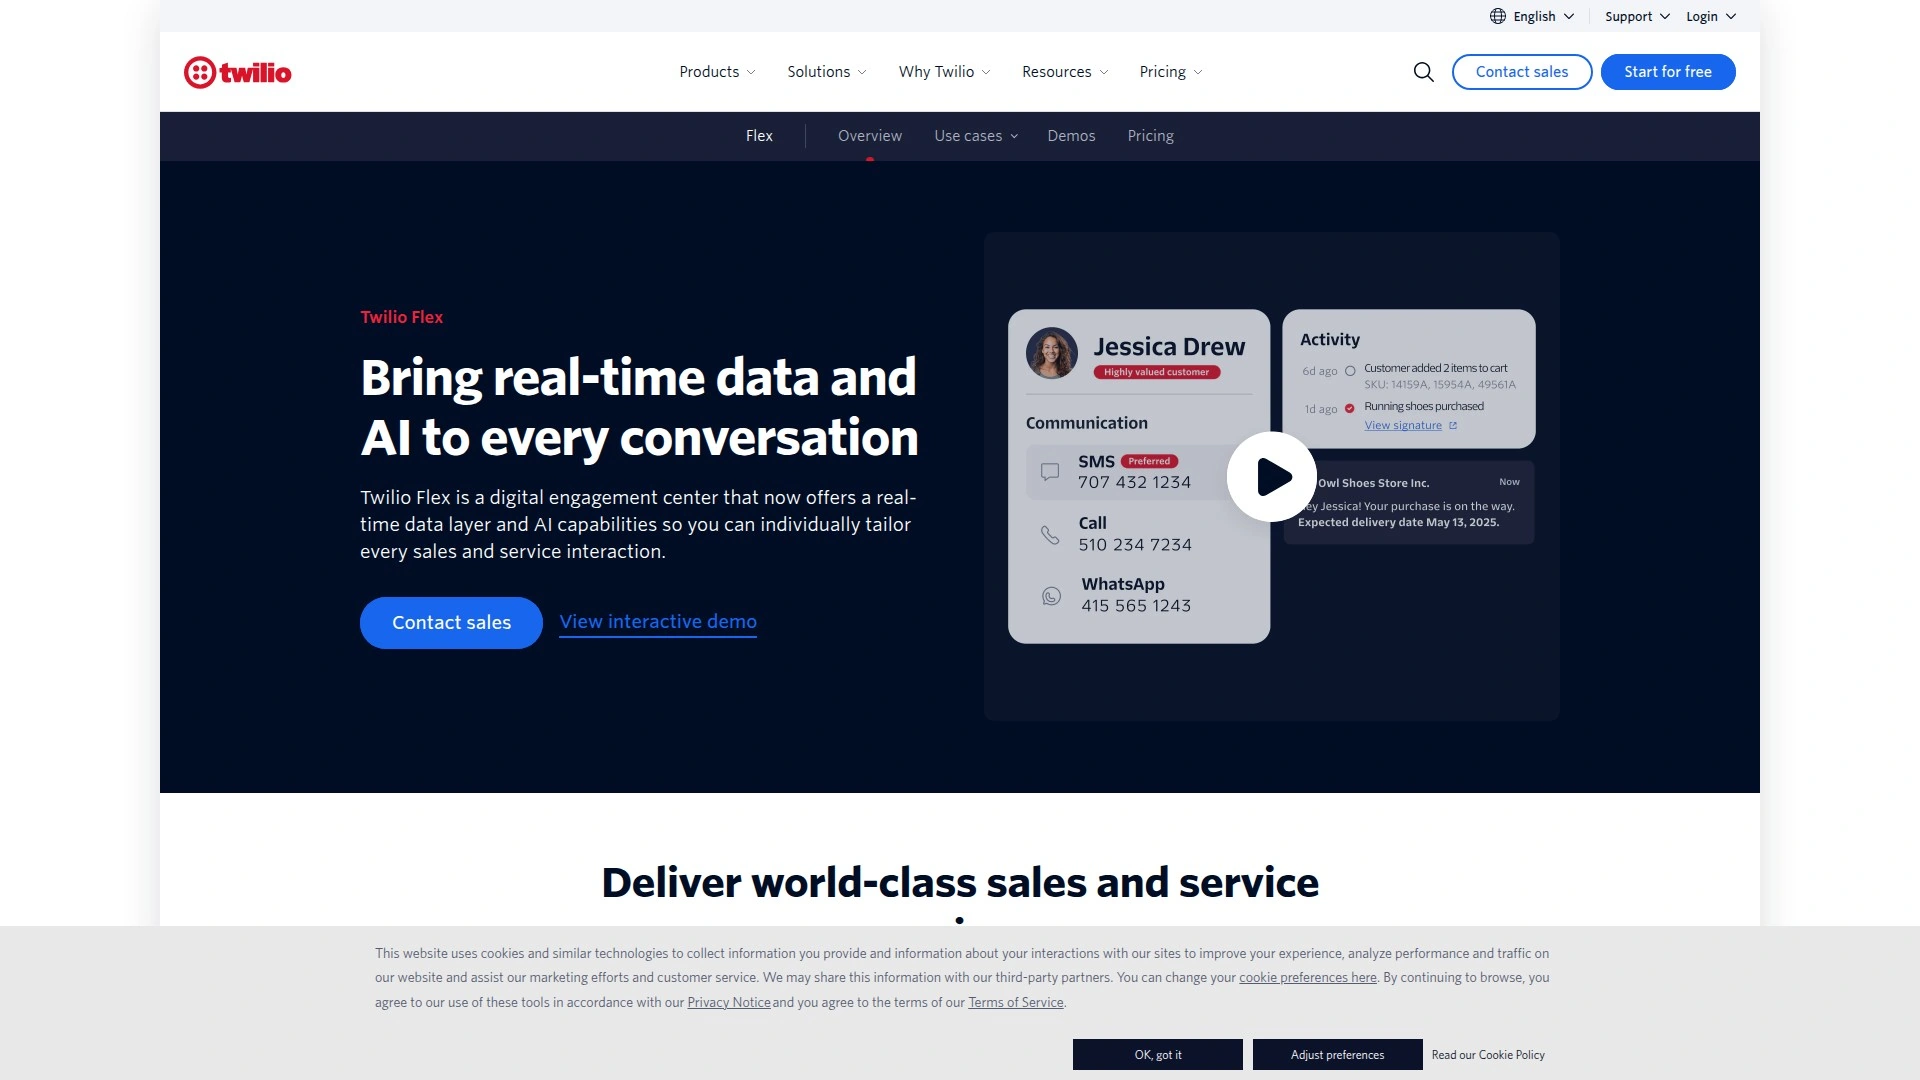 English
Support
Login
twilio
Products
Solutions
Why Twilio
Resources
Pricing
Contact sales
Start for free
Flex
Overview
Use cases
Demos
Pricing
Twilio Flex
Bring real-time data and
AI to every conversation
Twilio Flex is a digital engagement center that now offers a real-
time data layer and AI capabilities so you can individually tailor
every sales and service interaction.
Contact sales
View interactive demo
Jessica Drew
Highly valued customer
Communication
SMS Preferred
707 432 1234
Call
510 234 7234
WhatsApp
415 565 1243
Activity
6d ago Customer added 2 items to cart
SKU: 14159A, 15954A, 49561A
1d ago Running shoes purchased
View signature
Owl Shoes Store Inc. Now
ey Jessica! Your purchase is on the way.
Expected delivery date May 13, 2025.
Deliver world-class sales and service
This website uses cookies and similar technologies to collect information you provide and information about your interactions with our sites to improve your experience, analyze performance and traffic on
our website and assist our marketing efforts and customer service. We may share this information with our third-party partners. You can change your cookie preferences here. By continuing to browse, you
agree to our use of these tools in accordance with our Privacy Notice and you agree to the terms of our Terms of Service.
OK, got it
Adjust preferences
Read our Cookie Policy